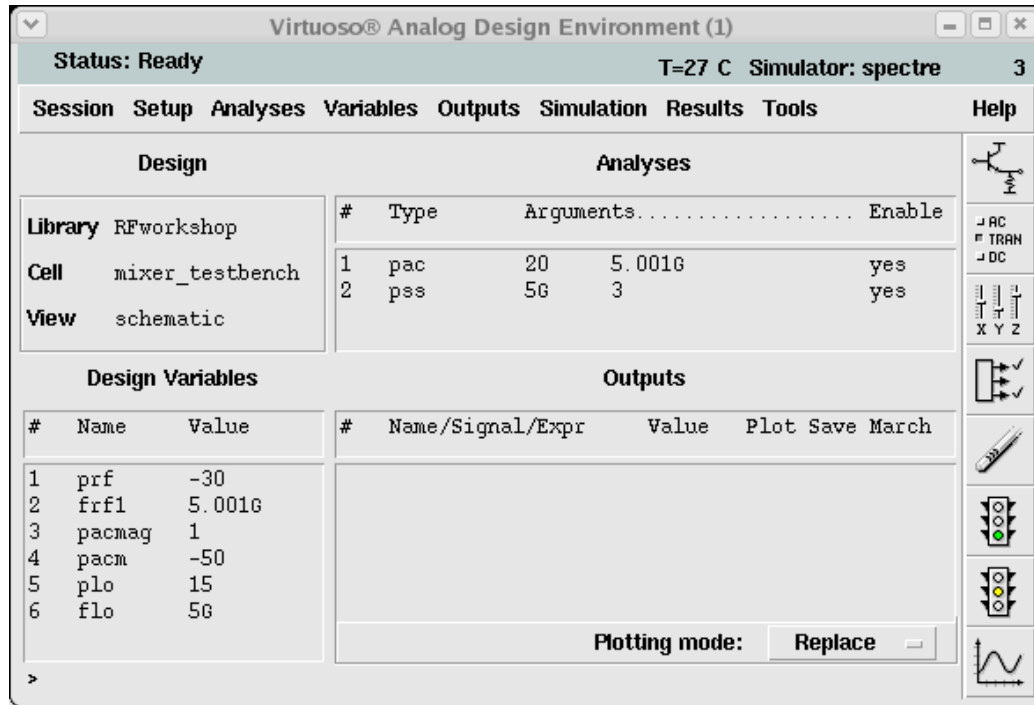 Virtuoso® Analog Design Environment (1)
Status: Ready T=27 C Simulator: spectre 3
Session Setup Analyses Variables Outputs Simulation Results Tools Help
Design
Library RFworkshop
Cell mixer_testbench
View schematic
Analyses
# Type Arguments.................. Enable
1 pac 20 5.001G yes
2 pss 5G 3 yes
Design Variables
# Name Value
1 prf -30
2 frf1 5.001G
3 pacmag 1
4 pacm -50
5 plo 15
6 flo 5G
Outputs
# Name/Signal/Expr Value Plot Save March
Plotting mode: Replace
>
AC
TRAN
DC
X Y Z